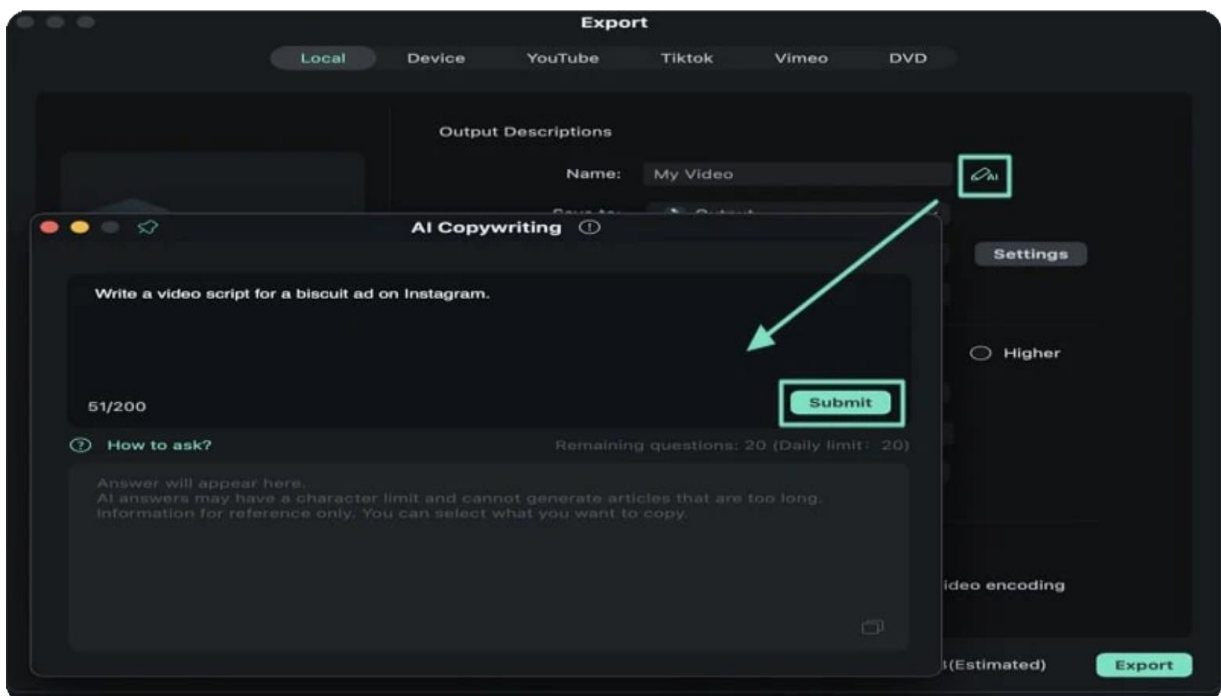 Export
Local Device YouTube Tiktok Vimeo DVD
Output Descriptions
Name: My Video AI
AI Copywriting
Settings
Write a video script for a biscuit ad on Instagram.
Higher
51/200
Submit
? How to ask?
Remaining questions: 20 (Daily limit: 20)
Answer will appear here.
AI answers may have a character limit and cannot generate articles that are too long.
Information for reference only. You can select what you want to copy.
ideo encoding
(Estimated)
Export